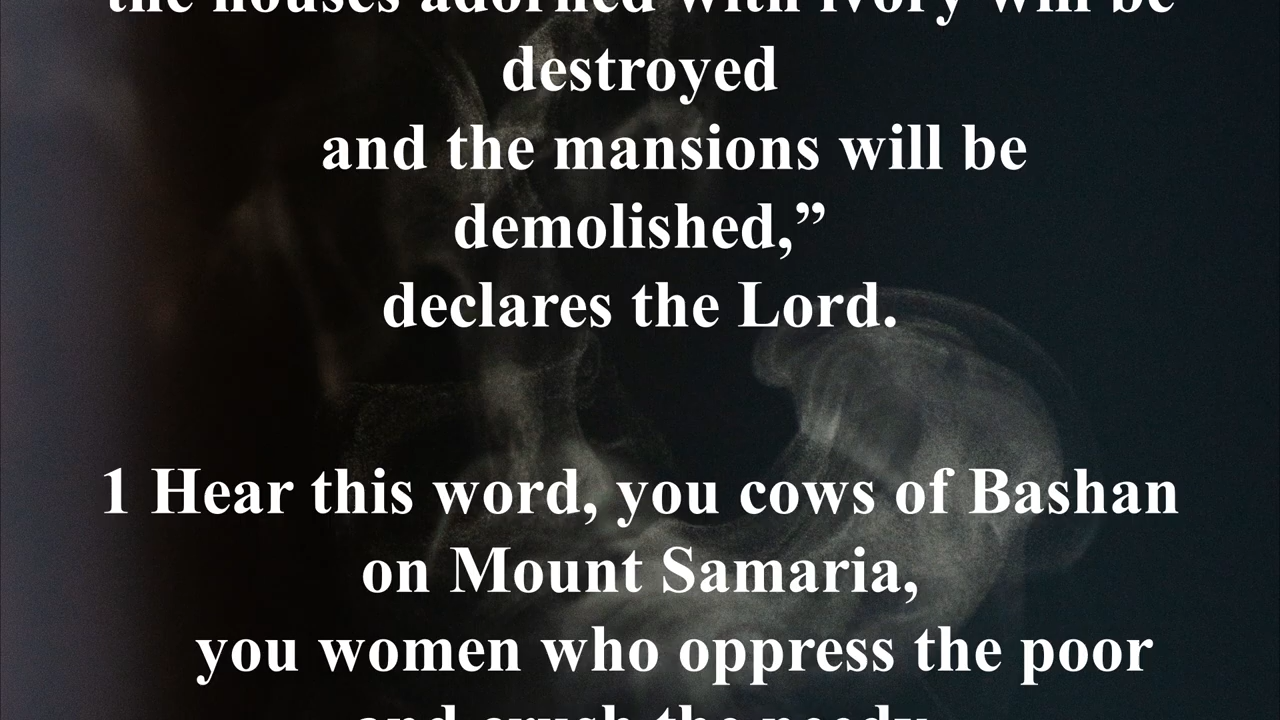 the houses adorned with ivory will be
destroyed
and the mansions will be
demolished,”
declares the Lord.
1 Hear this word, you cows of Bashan
on Mount Samaria,
you women who oppress the poor
and crush the needy